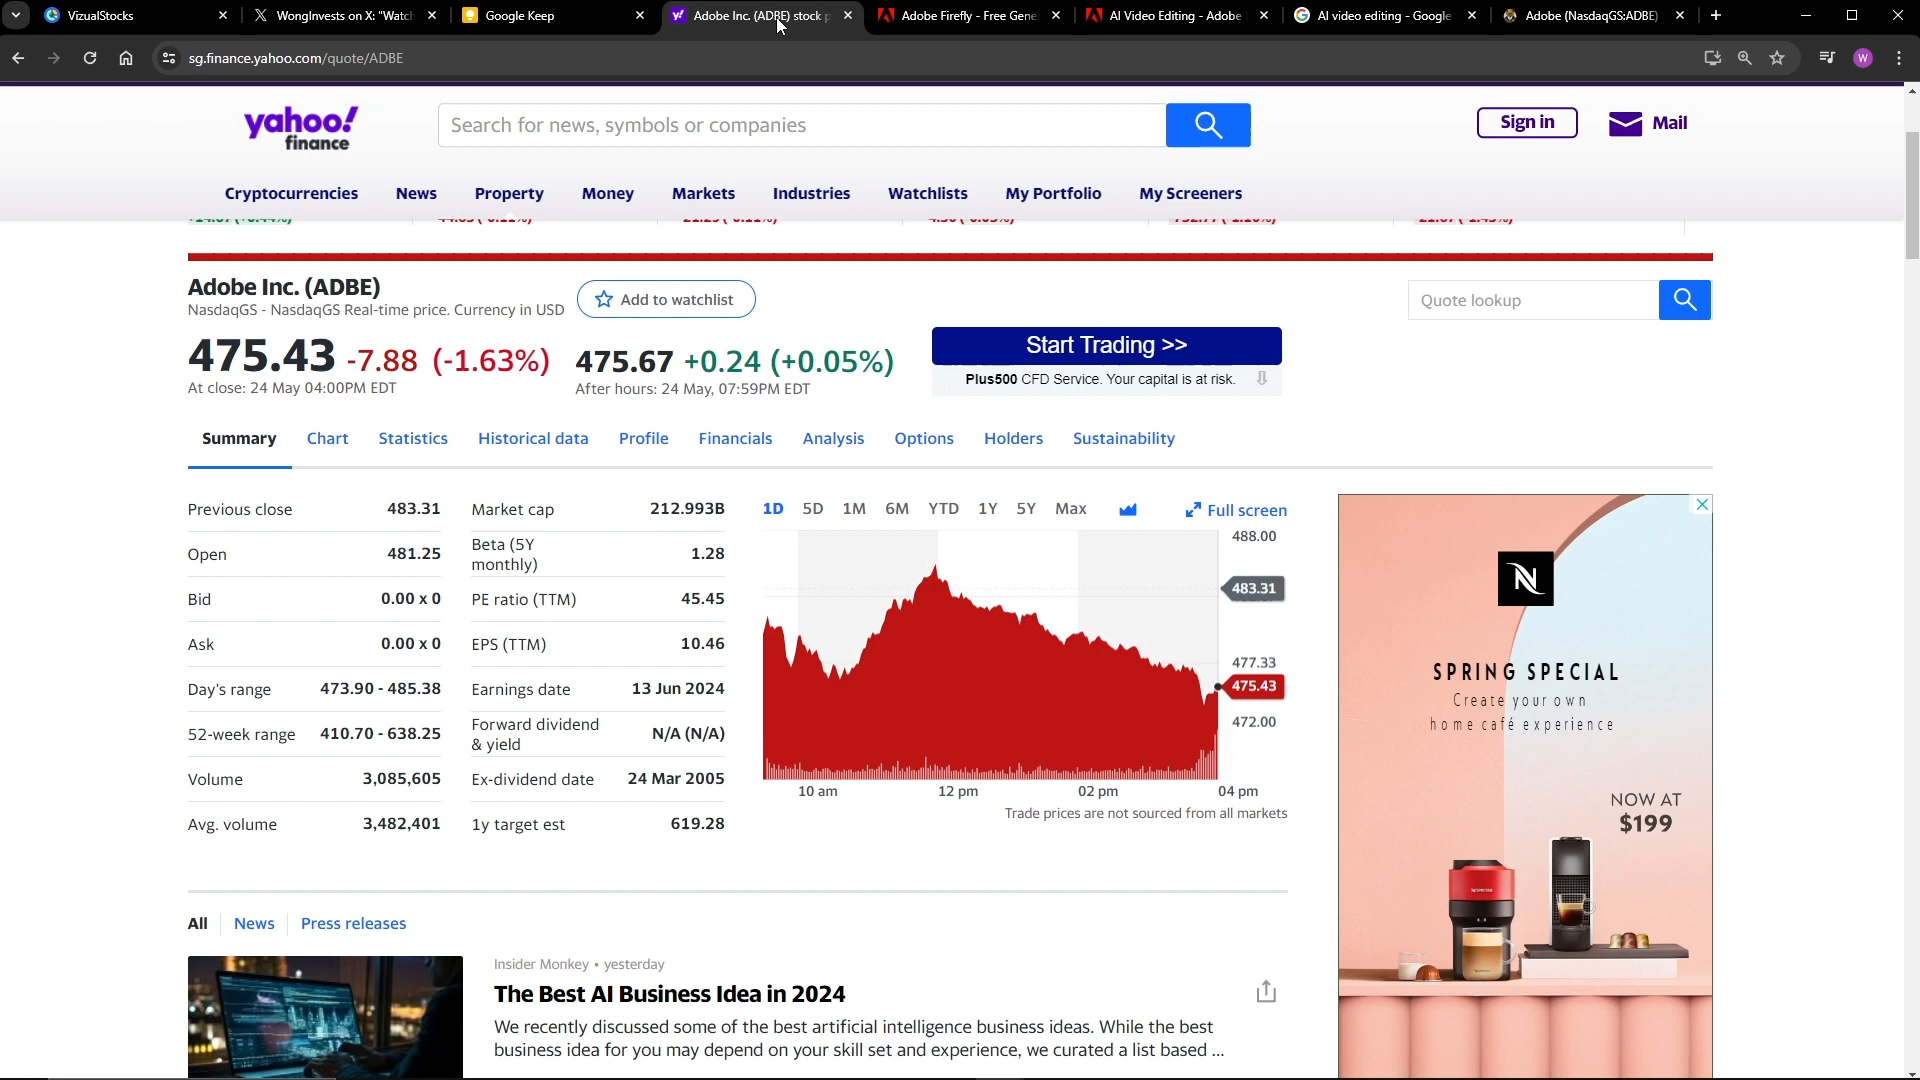 VizualStocks
WongInvests on X: "Watch
Google Keep
Adobe Inc. (ADBE) stock p
Adobe Firefly - Free Gene
AI Video Editing - Adobe
AI video editing - Google
Adobe (NasdaqGS:ADBE)
sg.finance.yahoo.com/quote/ADBE
W
yahoo!
finance
Search for news, symbols or companies
Sign in
Mail
Cryptocurrencies
News
Property
Money
Markets
Industries
Watchlists
My Portfolio
My Screeners
Adobe Inc. (ADBE)
NasdaqGS - NasdaqGS Real-time price. Currency in USD
Add to watchlist
Quote lookup
475.43 -7.88 (-1.63%)
At close: 24 May 04:00PM EDT
475.67 +0.24 (+0.05%)
After hours: 24 May, 07:59PM EDT
Start Trading >>
Plus500 CFD Service. Your capital is at risk.
Summary
Chart
Statistics
Historical data
Profile
Financials
Analysis
Options
Holders
Sustainability
Previous close 483.31
Open 481.25
Bid 0.00 x 0
Ask 0.00 x 0
Day's range 473.90 - 485.38
52-week range 410.70 - 638.25
Volume 3,085,605
Avg. volume 3,482,401
Market cap 212.993B
Beta (5Y
monthly) 1.28
PE ratio (TTM) 45.45
EPS (TTM) 10.46
Earnings date 13 Jun 2024
Forward dividend
& yield N/A (N/A)
Ex-dividend date 24 Mar 2005
1y target est 619.28
1D 5D 1M 6M YTD 1Y 5Y Max
Full screen
488.00
483.31
477.33
475.43
472.00
10 am
12 pm
02 pm
04 pm
Trade prices are not sourced from all markets
SPRING SPECIAL
Create your own
home café experience
NOW AT
$199
All
News
Press releases
Insider Monkey • yesterday
The Best AI Business Idea in 2024
We recently discussed some of the best artificial intelligence business ideas. While the best
business idea for you may depend on your skill set and experience, we curated a list based ...